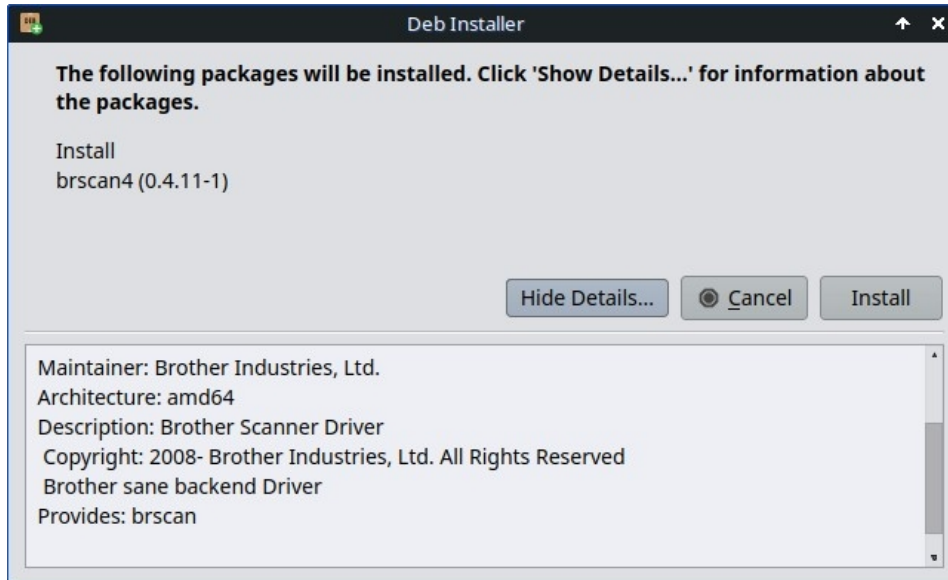 Deb Installer
The following packages will be installed. Click 'Show Details...' for information about
the packages.
Install
brscan4 (0.4.11-1)
Hide Details...
Cancel
Install
Maintainer: Brother Industries, Ltd.
Architecture: amd64
Description: Brother Scanner Driver
Copyright: 2008- Brother Industries, Ltd. All Rights Reserved
Brother sane backend Driver
Provides: brscan